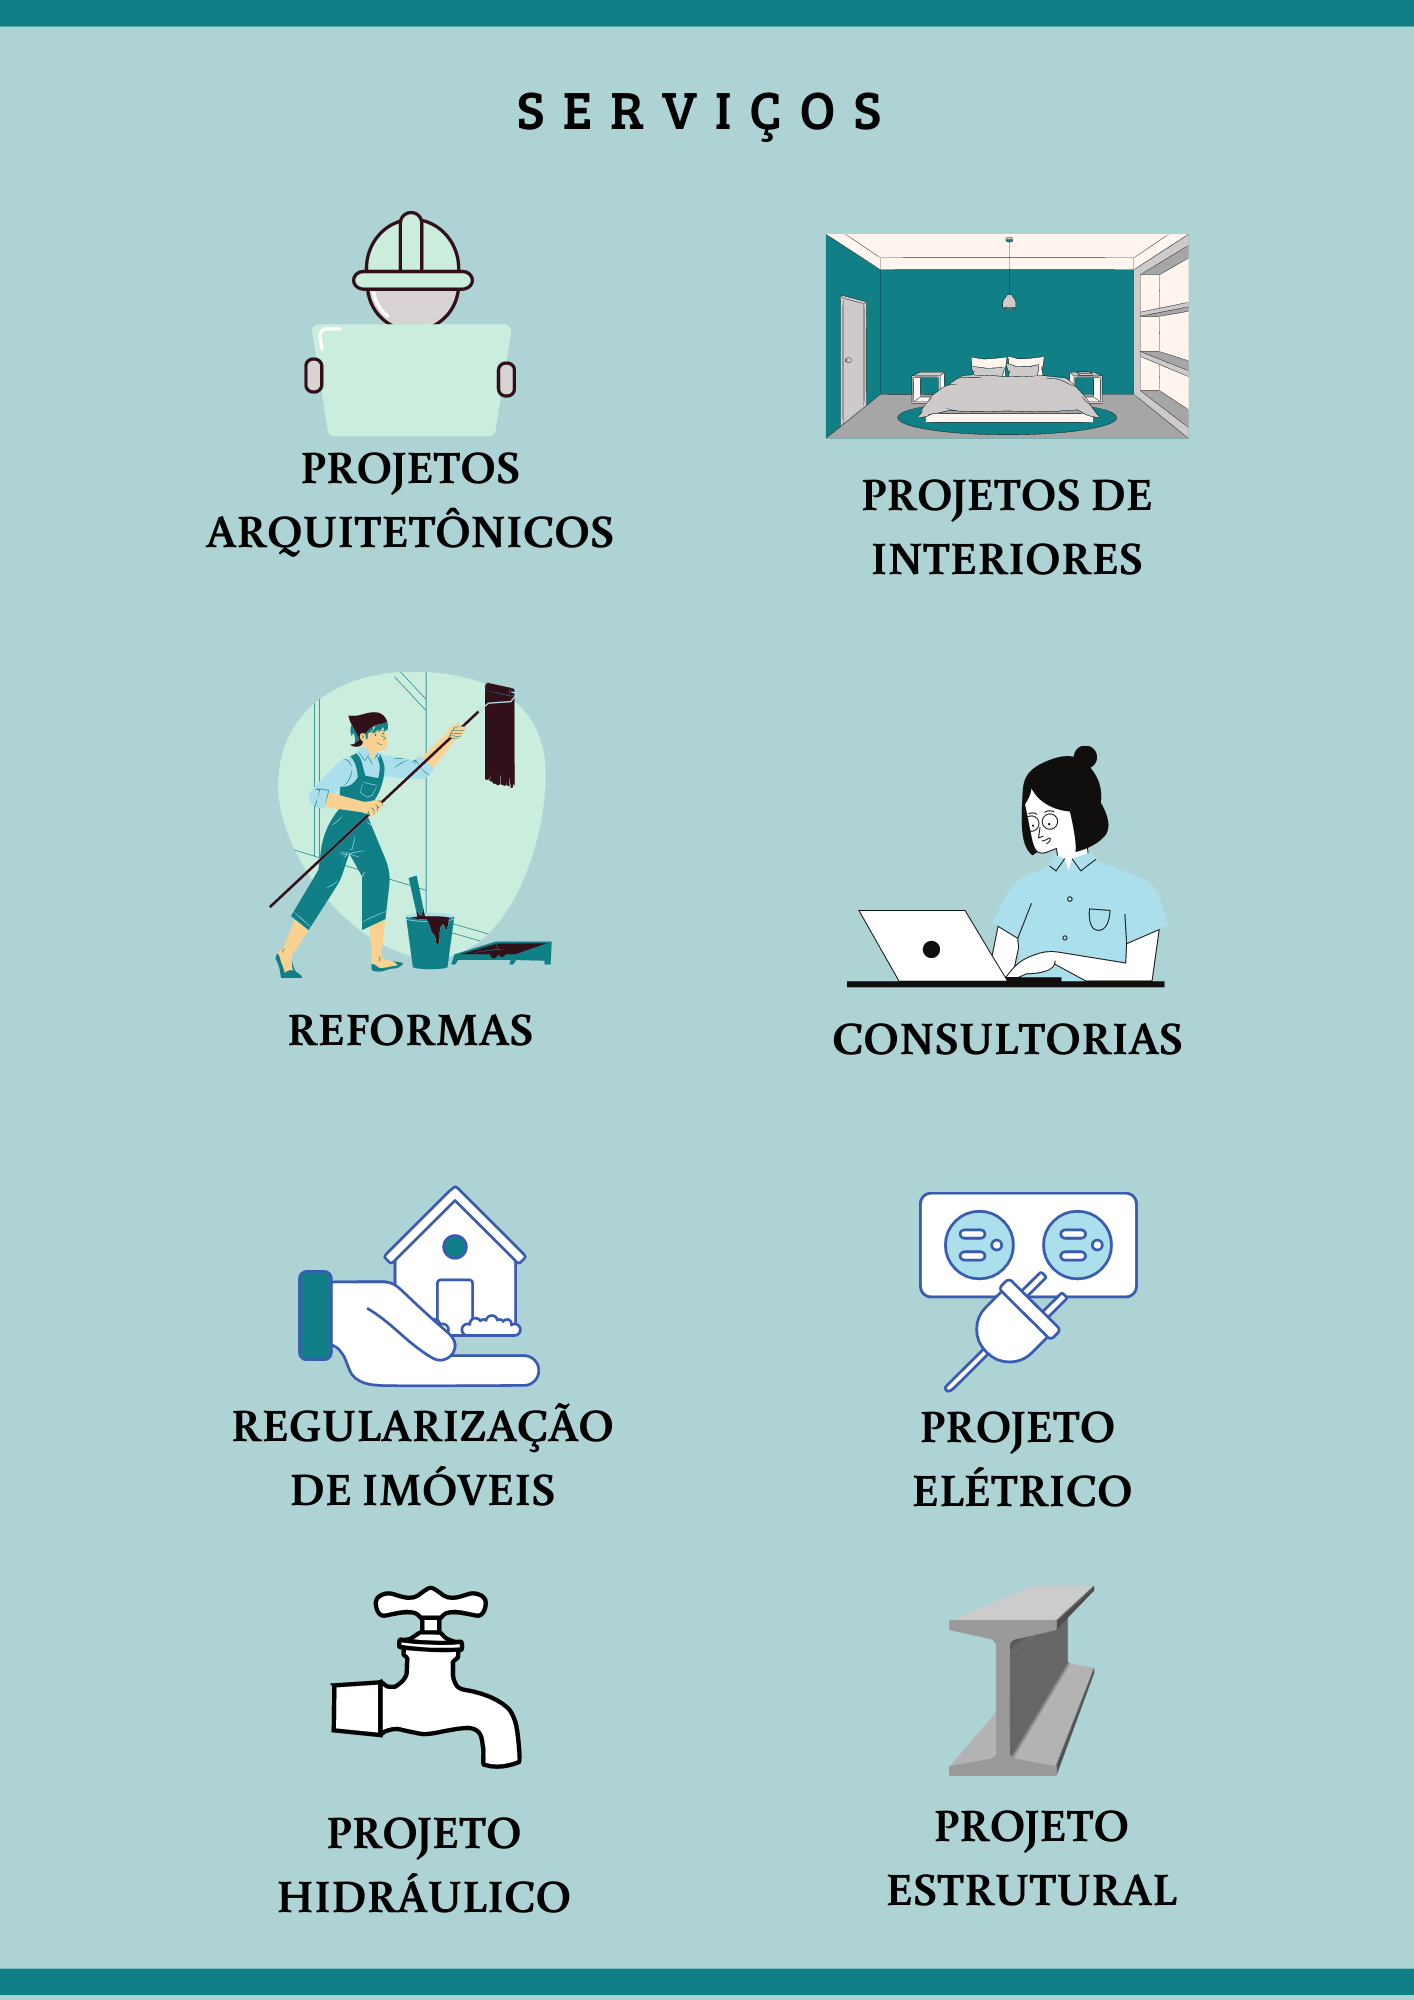 SERVIÇOS
PROJETOS
ARQUITETÔNICOS
PROJETOS DE
INTERIORES
REFORMAS
CONSULTORIAS
REGULARIZAÇÃO
DE IMÓVEIS
PROJETO
ELÉTRICO
PROJETO
HIDRÁULICO
PROJETO
ESTRUTURAL